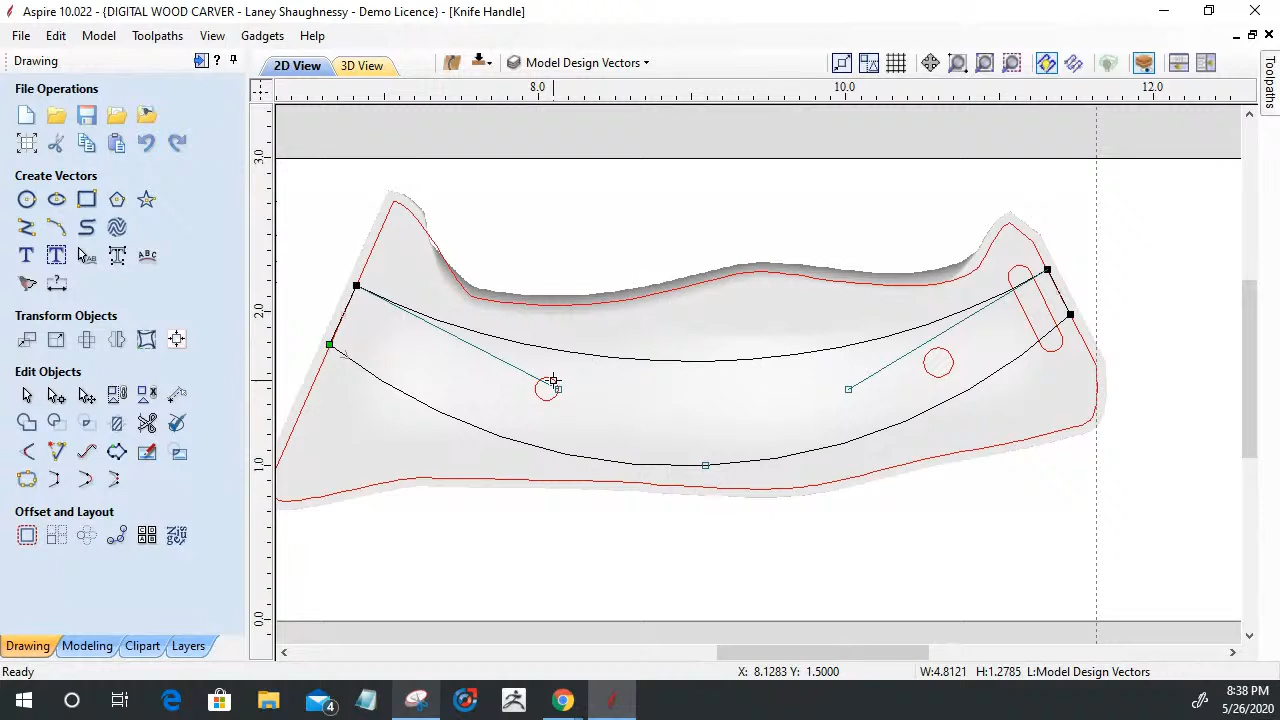 Aspire 10.022 - {DIGITAL WOOD CARVER - Laney Shaughnessy - Demo Licence} - [Knife Handle]
File Edit Model Toolpaths View Gadgets Help
Drawing
2D View 3D View Model Design Vectors
File Operations
8.0 10.0 12.0
Toolpaths
Create Vectors
3.0
AB
ABC
2.0
Transform Objects
Edit Objects
1.0
Offset and Layout
0.0
Drawing Modeling Clipart Layers
Ready X: 8.1283 Y: 1.5000 W:4.8121 H:1.2785 L:Model Design Vectors
4
8:38 PM
5/26/2020